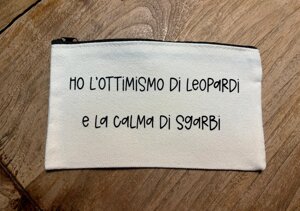 HO L'OTTIMISMO DI LEOPARDI
E LA CALMA DI SGARBI